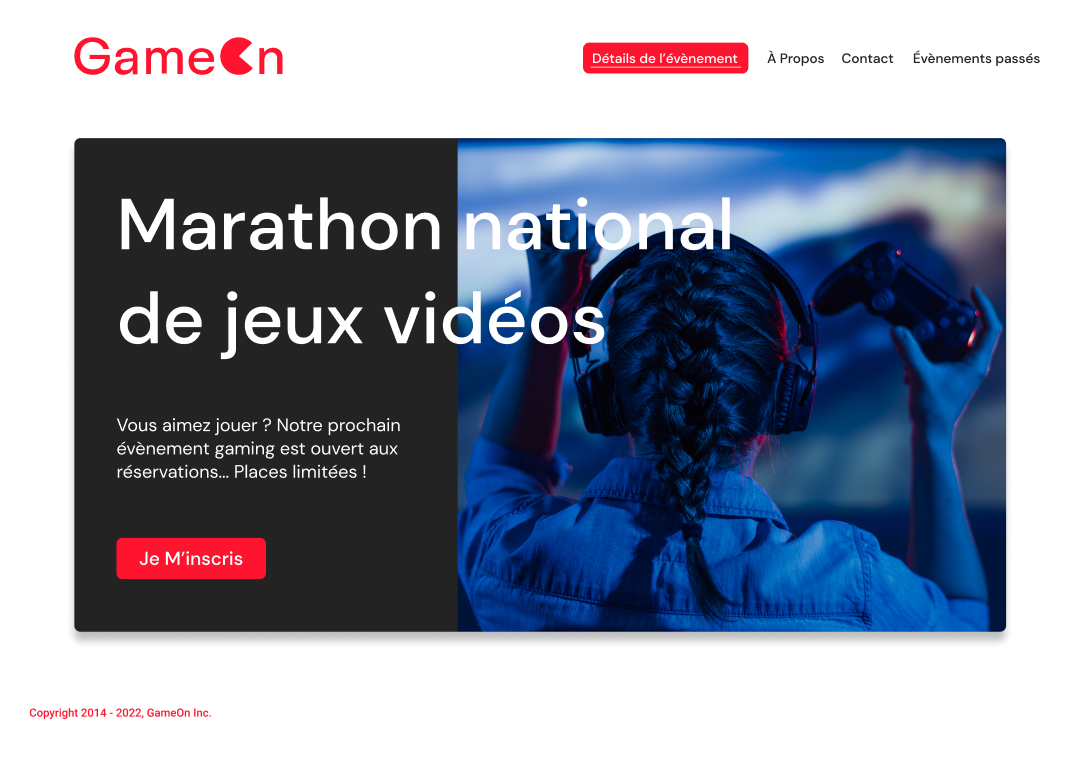 GameOn
Détails de l'évènement À Propos Contact Évènements passés
Marathon national
de jeux vidéos
Vous aimez jouer ? Notre prochain
évènement gaming est ouvert aux
réservations... Places limitées !
Je M'inscris
Copyright 2014 - 2022, GameOn Inc.